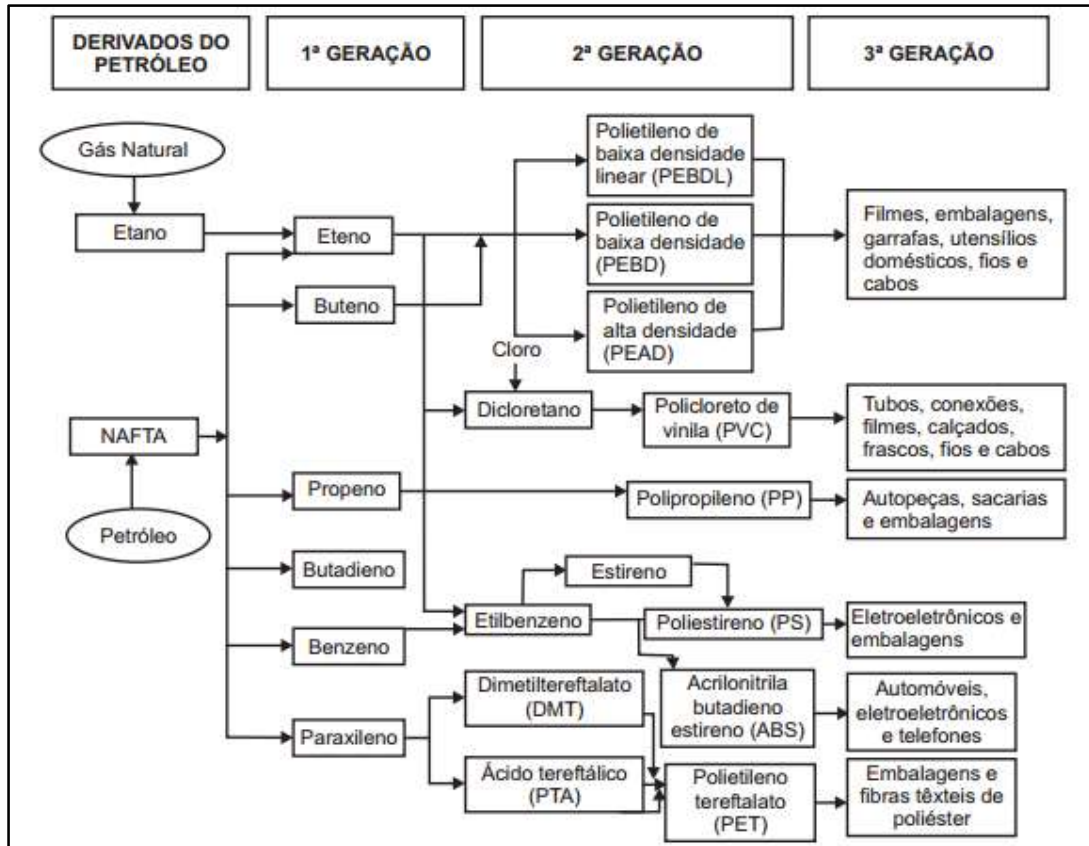 DERIVADOS DO
PETRÓLEO
1ª GERAÇÃO
2ª GERAÇÃO
3ª GERAÇÃO
Gás Natural
Etano
NAFTA
Petróleo
Eteno
Buteno
Propeno
Butadieno
Benzeno
Paraxileno
Polietileno de
baixa densidade
linear (PEBDL)
Polietileno de
baixa densidade
(PEBD)
Polietileno de
alta densidade
(PEAD)
Cloro
Dicloretano
Policloreto de
vinila (PVC)
Polipropileno (PP)
Estireno
Etilbenzeno
Poliestireno (PS)
Dimetiltereftalato
(DMT)
Acrilonitrila
butadieno
estireno (ABS)
Ácido tereftálico
(PTA)
Polietileno
tereftalato
(PET)
Filmes, embalagens,
garrafas, utensílios
domésticos, fios e
cabos
Tubos, conexões,
filmes, calçados,
frascos, fios e cabos
Autopeças, sacarias
e embalagens
Eletroeletrônicos e
embalagens
Automóveis,
eletroeletrônicos
e telefones
Embalagens e
fibras têxteis de
poliéster